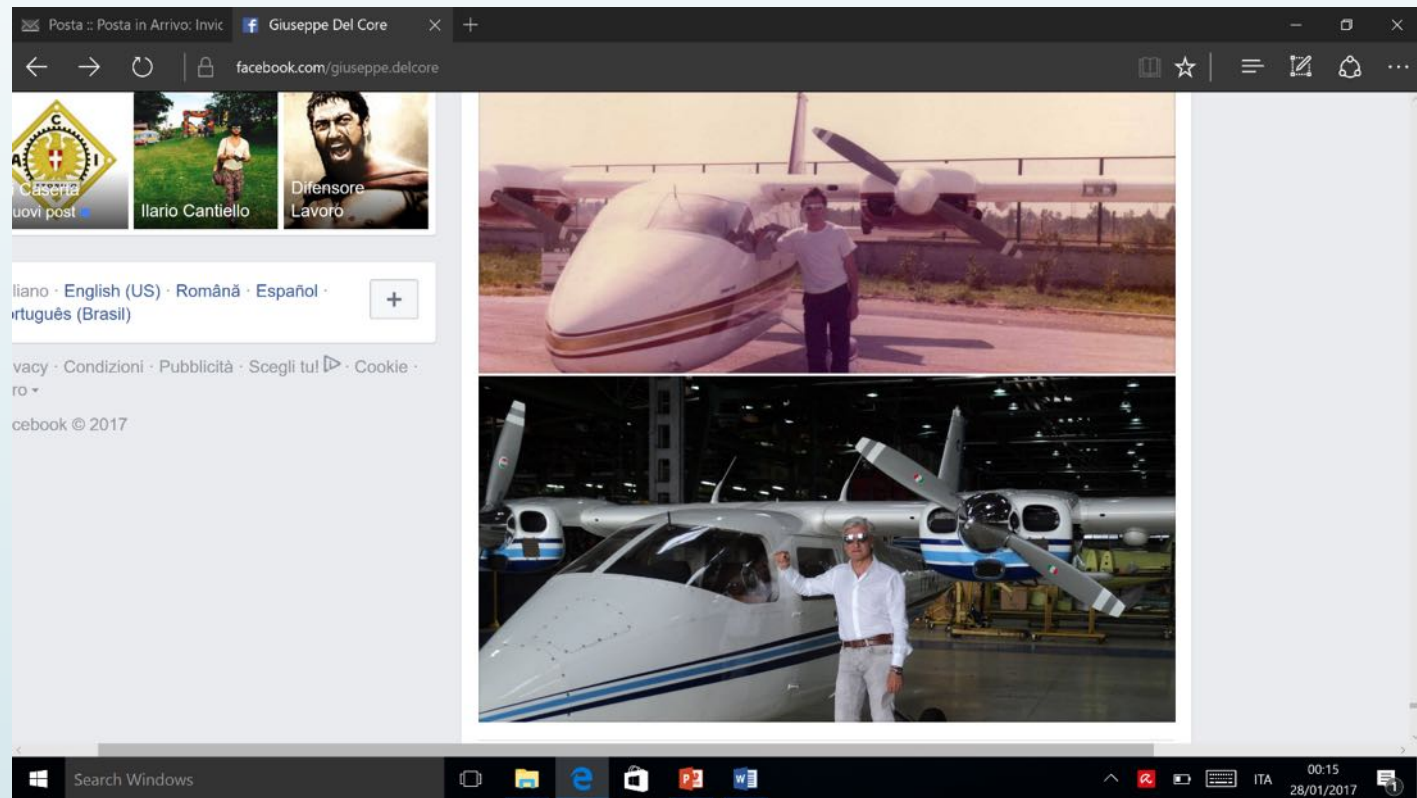 Posta :: Posta in Arrivo: Invic
Giuseppe Del Core
facebook.com/giuseppe.delcore
A C I
i Caserta
uovi post
Ilario Cantiello
Difensore
Lavoro
liano · English (US) · Română · Español ·
rtuguês (Brasil)
vacy · Condizioni · Pubblicità · Scegli tu! · Cookie ·
ro
cebook © 2017
Search Windows
ITA
00:15
28/01/2017
1